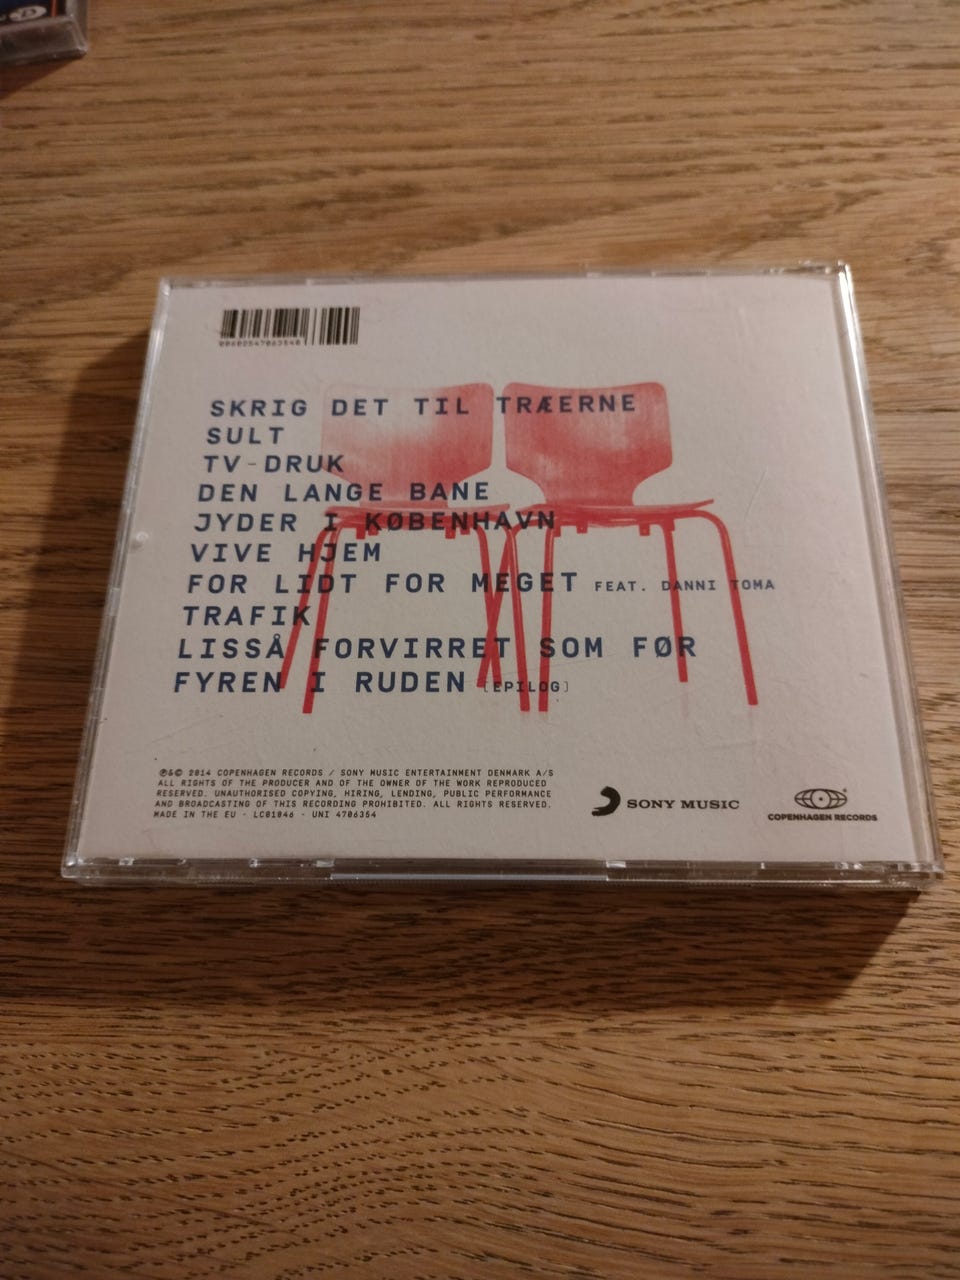 SKRIG DET TIL TRÆERNE
SULT
TV-DRUK
DEN LANGE BANE
JYDER I KØBENHAVN
VIVE HJEM
FOR LIDT FOR MEGET FEAT. DANNI TOMA
TRAFIK
LISSÅ FORVIRRET SOM FØR
FYREN I RUDEN [EPILOG]
℗&© 2014 COPENHAGEN RECORDS / SONY MUSIC ENTERTAINMENT DENMARK A/S
ALL RIGHTS OF THE PRODUCER AND OF THE OWNER OF THE WORK REPRODUCED
RESERVED. UNAUTHORISED COPYING, HIRING, LENDING, PUBLIC PERFORMANCE
AND BROADCASTING OF THIS RECORDING PROHIBITED. ALL RIGHTS RESERVED.
MADE IN THE EU - LC01846 - UNI 4706354
SONY MUSIC
COPENHAGEN RECORDS